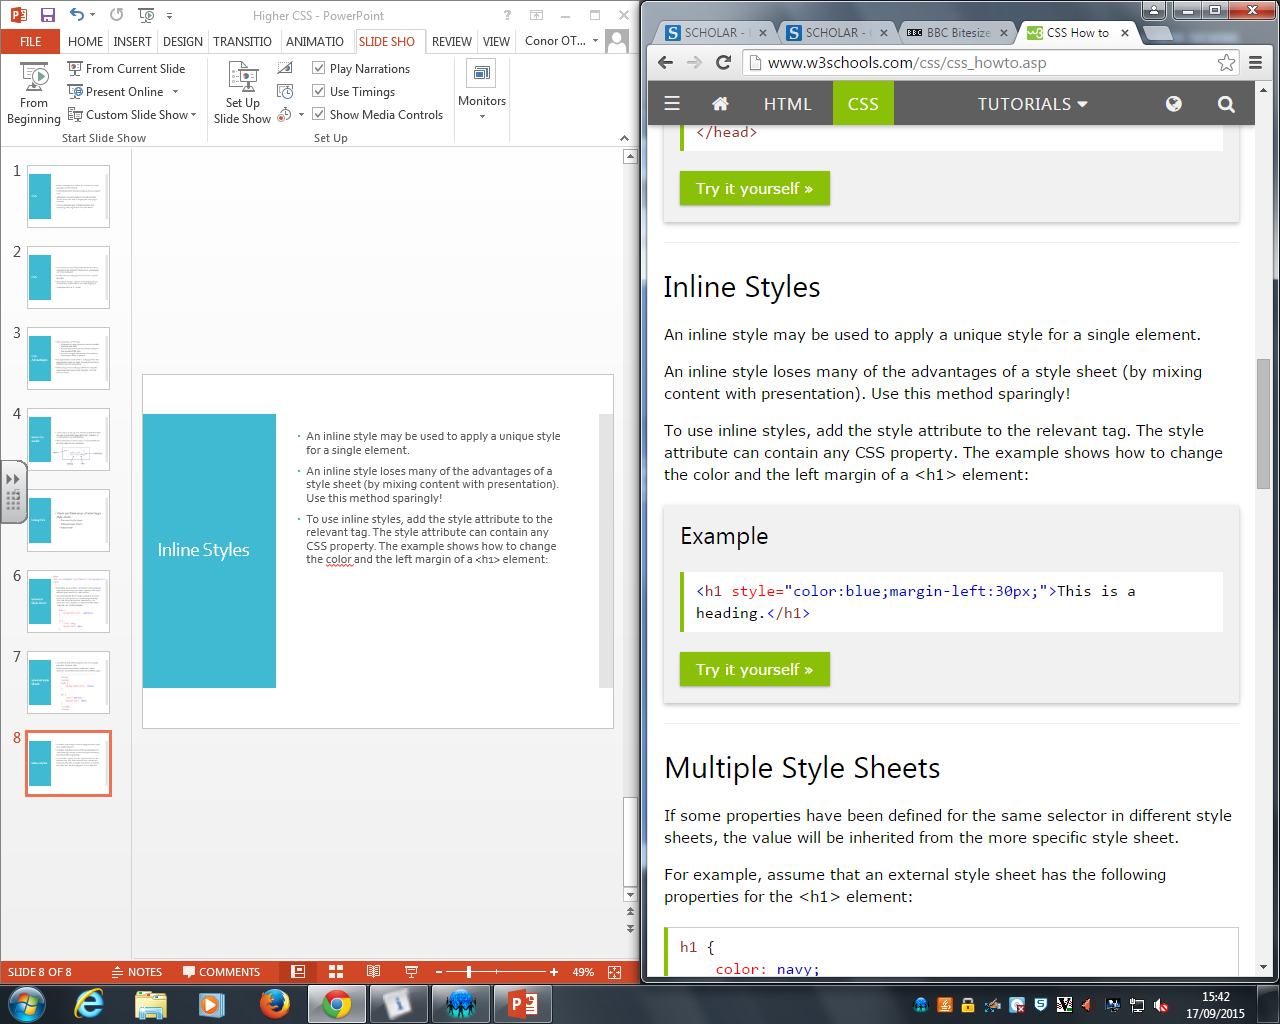 Higher CSS - PowerPoint
FILE HOME INSERT DESIGN TRANSITIO ANIMATIO SLIDE SHO REVIEW VIEW Conor OT...
From Beginning
From Current Slide
Present Online
Custom Slide Show
Start Slide Show
Set Up Slide Show
Play Narrations
Use Timings
Show Media Controls
Set Up
Monitors
1
2
3
4
6
7
8
Inline Styles
An inline style may be used to apply a unique style
for a single element.
An inline style loses many of the advantages of a
style sheet (by mixing content with presentation).
Use this method sparingly!
To use inline styles, add the style attribute to the
relevant tag. The style attribute can contain any
CSS property. The example shows how to change
the color and the left margin of a <h1> element:
SLIDE 8 OF 8 NOTES COMMENTS 49%
SCHOLAR - SCHOLAR - BBC BBC Bitesize w3 CSS How to
www.w3schools.com/css/css_howto.asp
HTML CSS TUTORIALS
</head>
Try it yourself »
Inline Styles
An inline style may be used to apply a unique style for a single element.
An inline style loses many of the advantages of a style sheet (by mixing
content with presentation). Use this method sparingly!
To use inline styles, add the style attribute to the relevant tag. The style
attribute can contain any CSS property. The example shows how to change
the color and the left margin of a <h1> element:
Example
<h1 style="color:blue;margin-left:30px;">This is a
heading.</h1>
Try it yourself »
Multiple Style Sheets
If some properties have been defined for the same selector in different style
sheets, the value will be inherited from the more specific style sheet.
For example, assume that an external style sheet has the following
properties for the <h1> element:
h1 {
color: navy;
15:42
17/09/2015